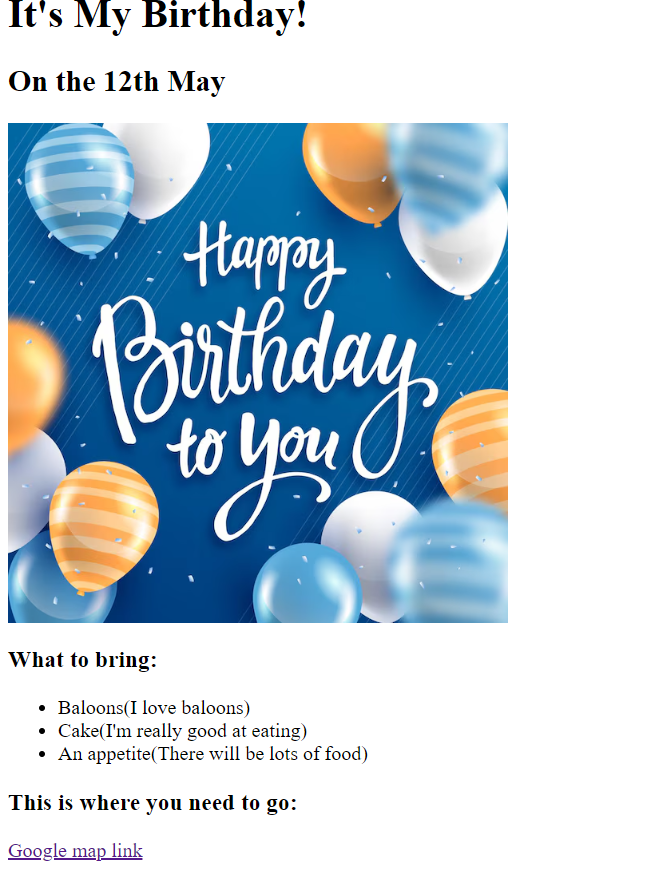 It's My Birthday!
On the 12th May
Happy
Birthday
to You
What to bring:
Baloons(I love baloons)
Cake(I'm really good at eating)
An appetite(There will be lots of food)
This is where you need to go:
Google map link